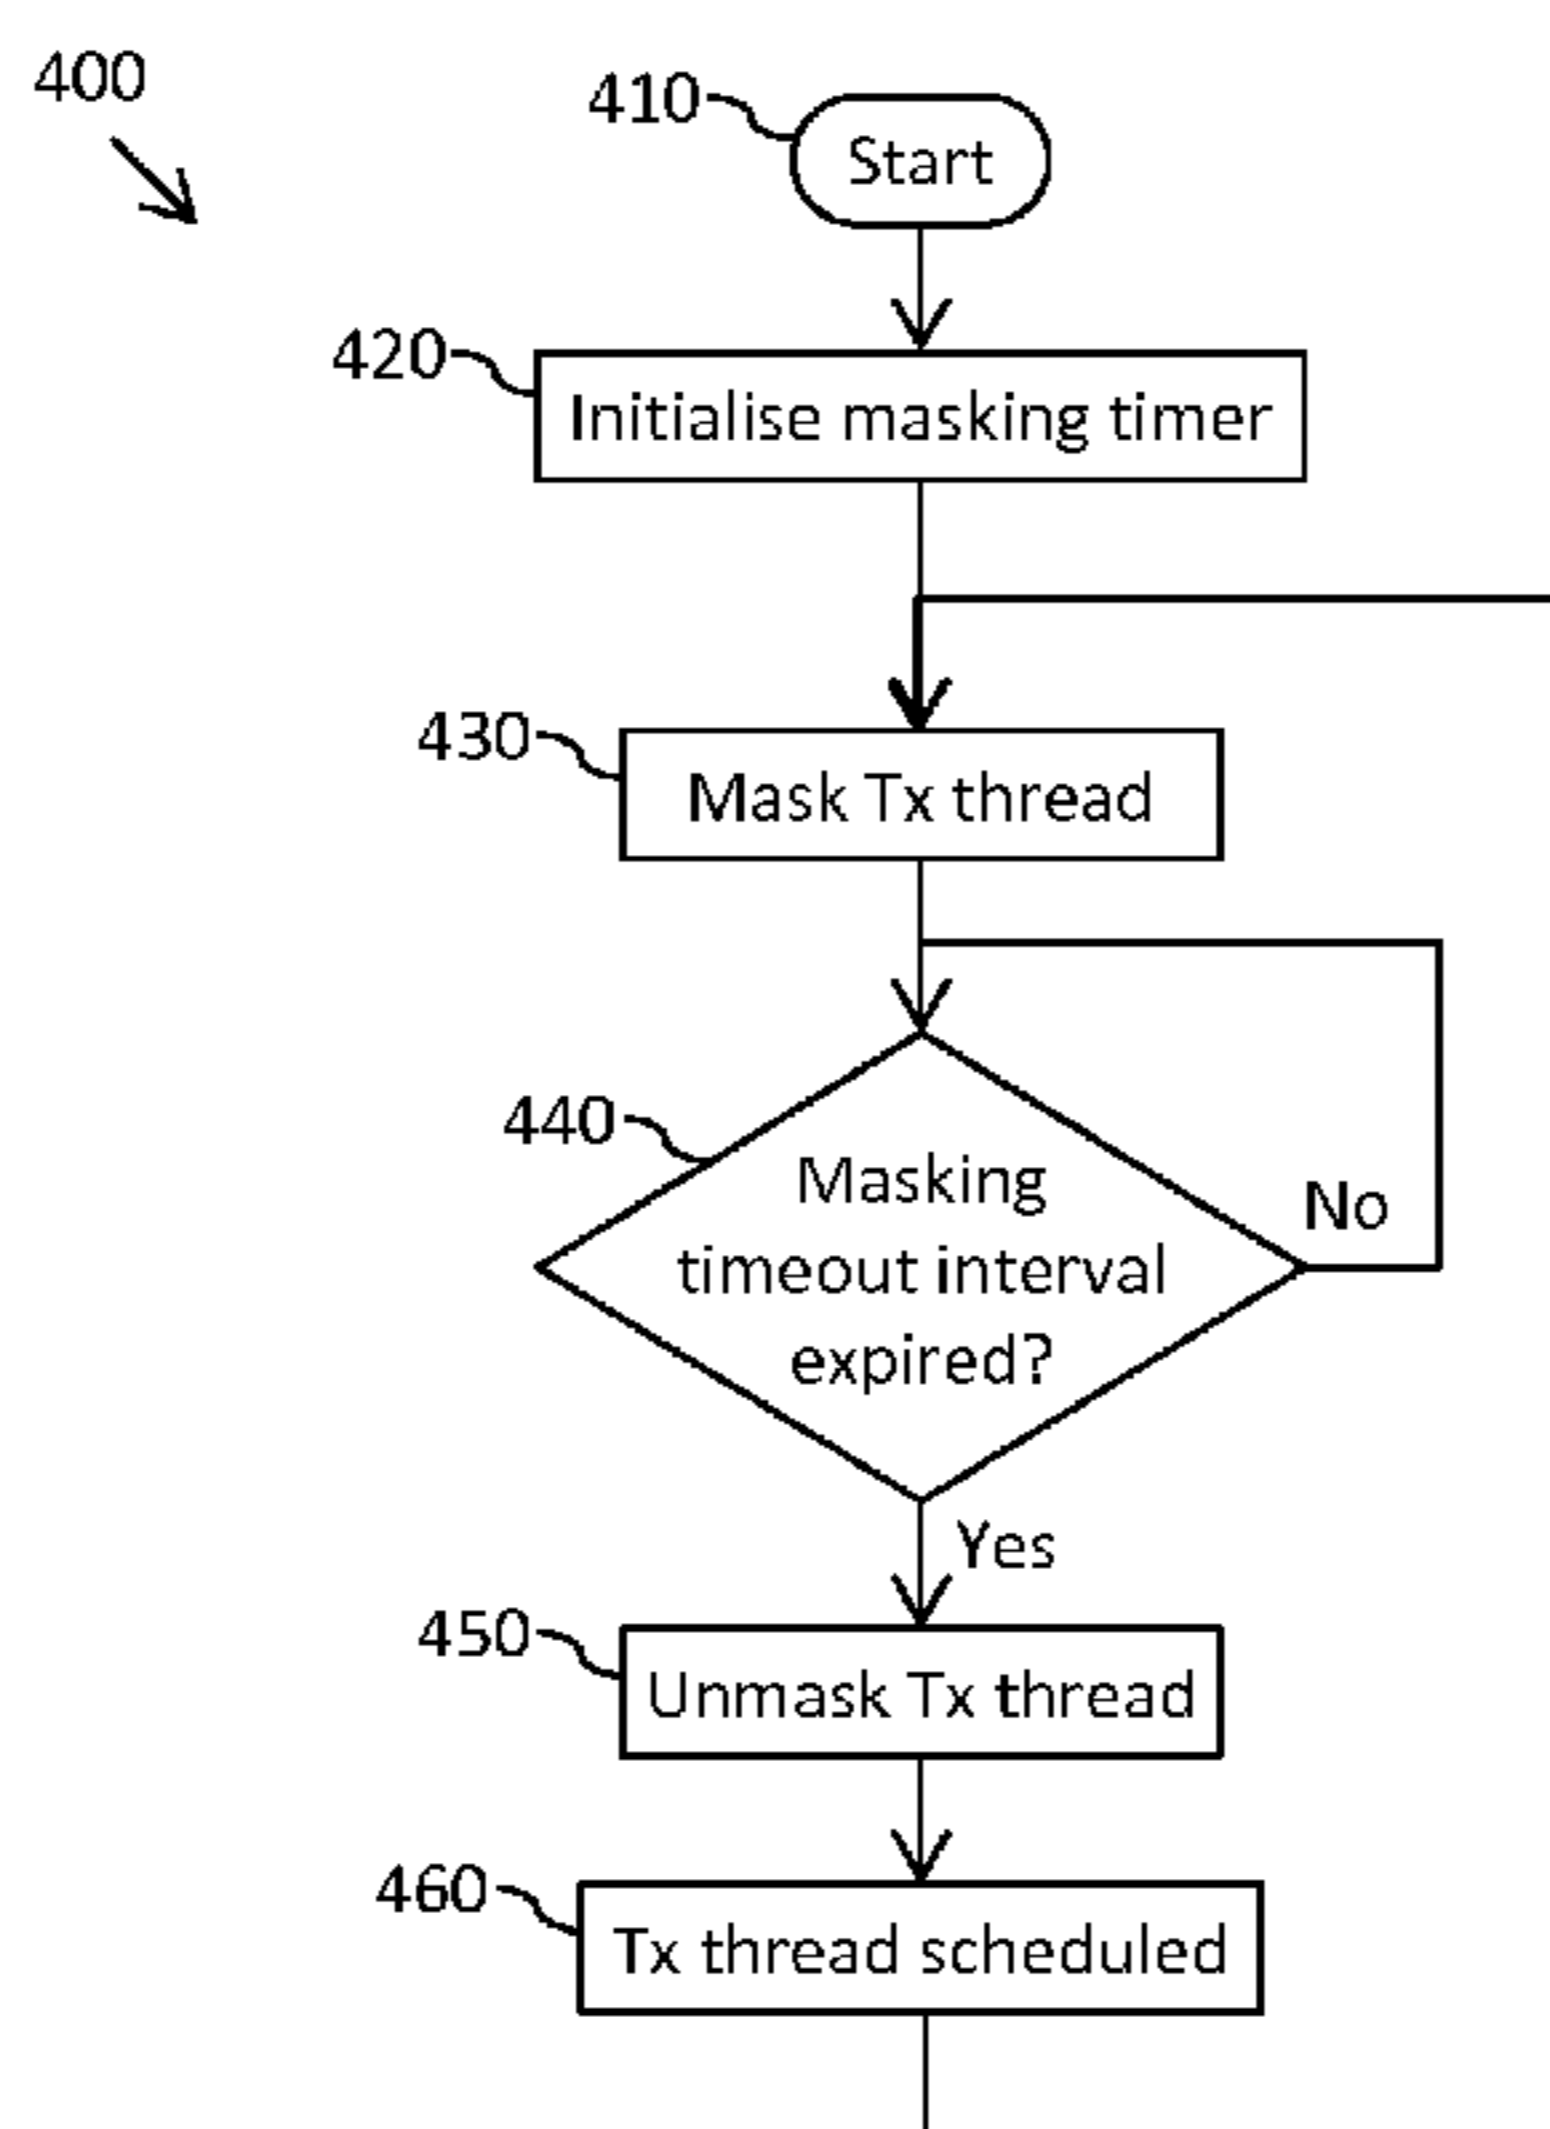 400
410
Start
420
Initialise masking timer
430
Mask Tx thread
440
Masking
timeout interval
expired?
No
Yes
450
Unmask Tx thread
460
Tx thread scheduled